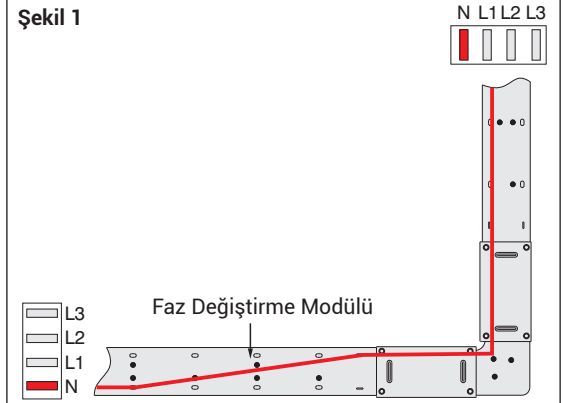 Şekil 1
N L1 L2 L3
Faz Değiştirme Modülü
L3
L2
L1
N